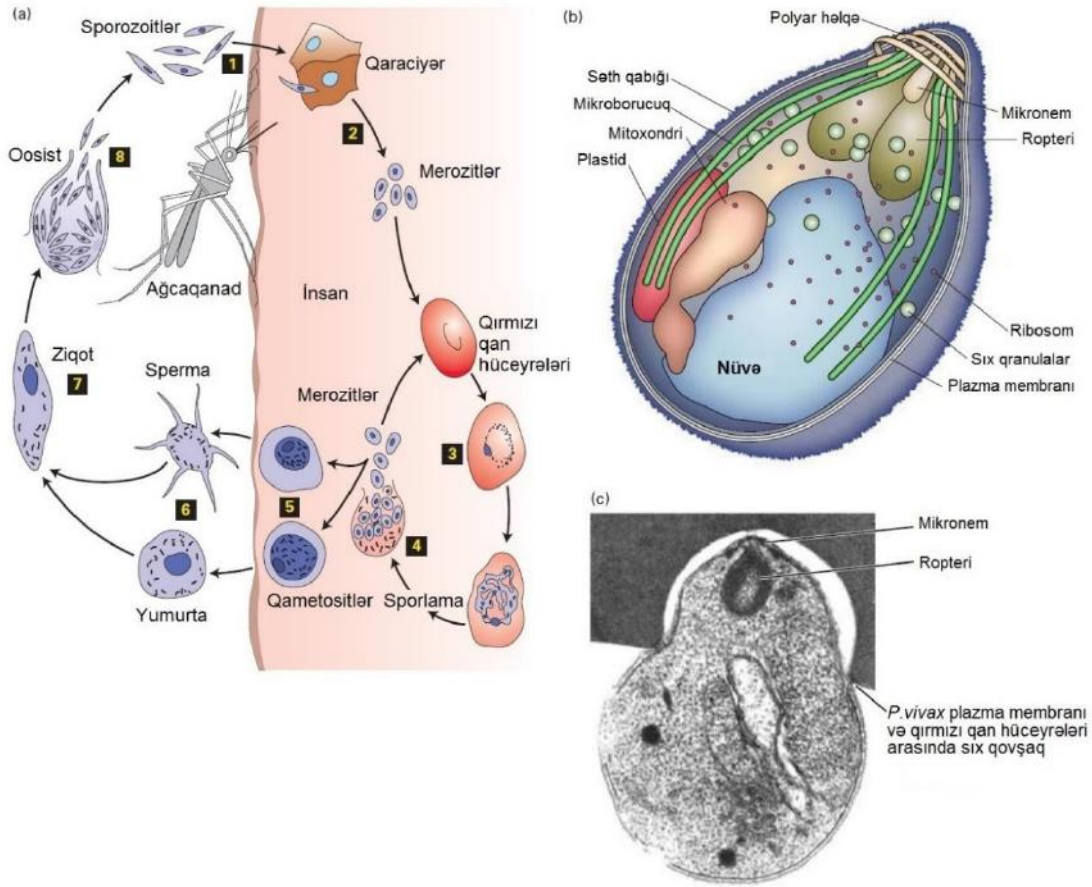 (a)
Sporozoitlər
1
Qaraciyər
2
Oosist
8
Merozitlər
Ağcaqanad
İnsan
Qırmızı
qan
hüceyrələri
Ziqot
7
Sperma
Merozitlər
3
6
5
4
Yumurta
Qametositlər
Sporlama
(b)
Polyar həlqə
Səth qabığı
Mikroborucuq
Mitoxondri
Plastid
Mikronem
Ropteri
Ribosom
Sıx qranulalar
Plazma membranı
Nüvə
(c)
Mikronem
Ropteri
P.vivax plazma membranı
və qırmızı qan hüceyrələri
arasında sıx qovşaq